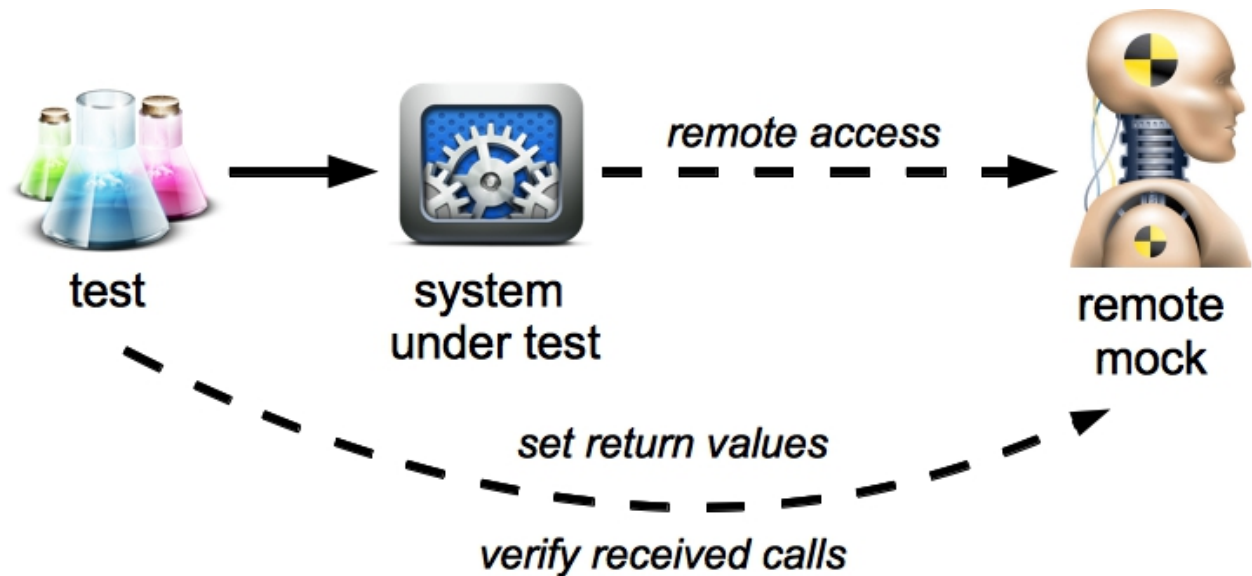 remote access
test
system
under test
remote
mock
set return values
verify received calls